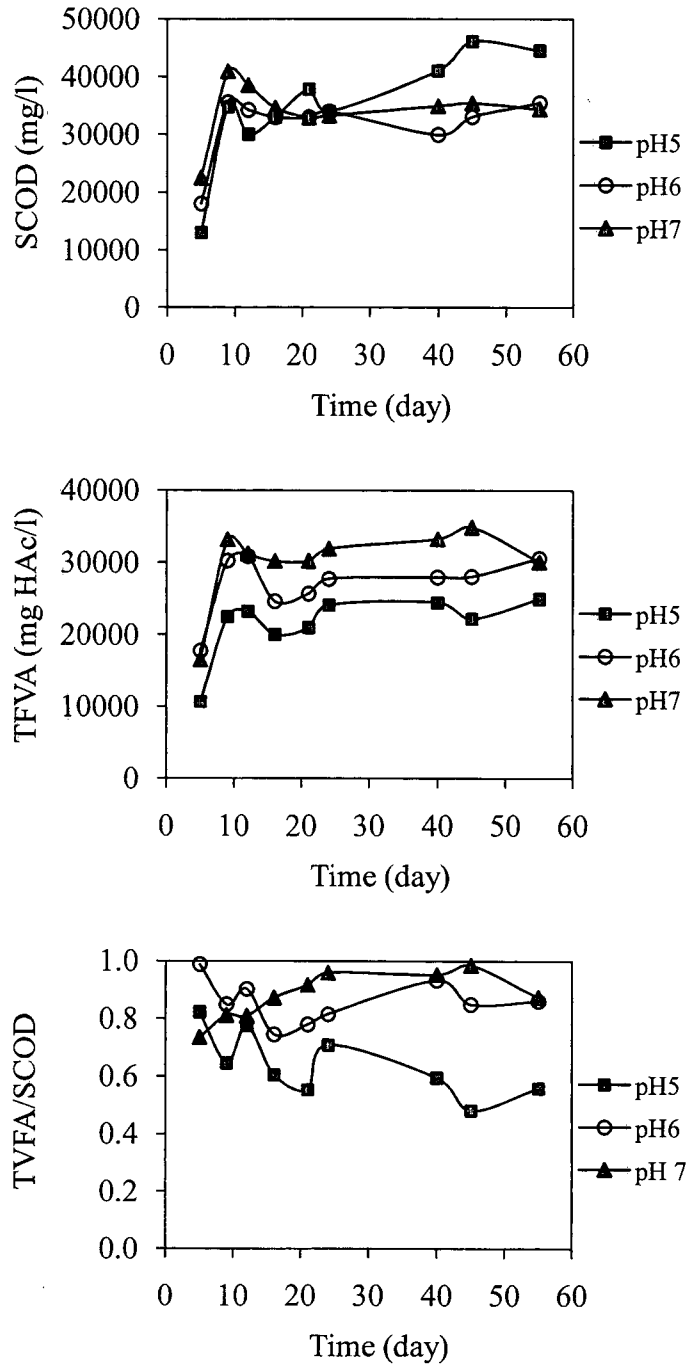 50000
40000
30000
20000
10000
0
SCOD (mg/l)
0 10 20 30 40 50 60
Time (day)
pH5
pH6
pH7
40000
30000
20000
10000
0
TFVA (mg HAc/l)
0 10 20 30 40 50 60
Time (day)
pH5
pH6
pH7
1.0
0.8
0.6
0.4
0.2
0.0
TVFA/SCOD
0 10 20 30 40 50 60
Time (day)
pH5
pH6
pH 7